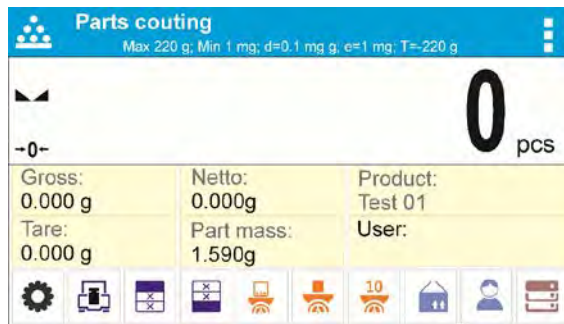 Parts couting
Max 220 g; Min 1 mg; d=0.1 mg g; e=1 mg; T=-220 g
0 pcs
→0←
Gross: Netto: Product:
0.000 g 0.000g Test 01
Tare: Part mass: User:
0.000 g 1.590g
10